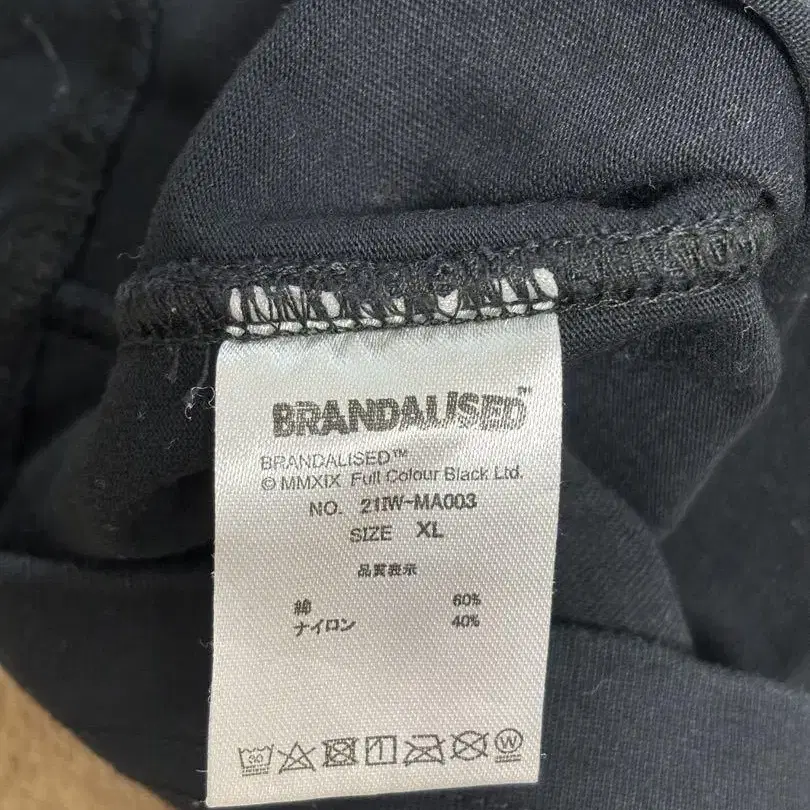 BRANDALISED™
BRANDALISED™
© MMXIX Full Colour Black Ltd.
NO. 21IW-MA003
SIZE XL
品質表示
綿 60%
ナイロン 40%
30
W